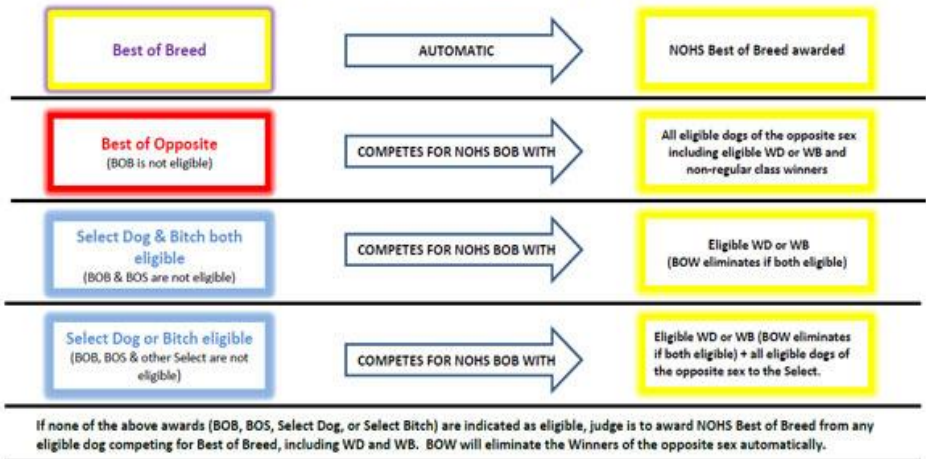 Best of Breed
AUTOMATIC
NOHS Best of Breed awarded
Best of Opposite
(BOB is not eligible)
COMPETES FOR NOHS BOB WITH
All eligible dogs of the opposite sex
including eligible WD or WB and
non-regular class winners
Select Dog & Bitch both
eligible
(BOB & BOS are not eligible)
COMPETES FOR NOHS BOB WITH
Eligible WD or WB
(BOW eliminates if both eligible)
Select Dog or Bitch eligible
(BOB, BOS & other Select are not
eligible)
COMPETES FOR NOHS BOB WITH
Eligible WD or WB (BOW eliminates
if both eligible) + all eligible dogs of
the opposite sex to the Select.
If none of the above awards (BOB, BOS, Select Dog, or Select Bitch) are indicated as eligible, judge is to award NOHS Best of Breed from any
eligible dog competing for Best of Breed, including WD and WB. BOW will eliminate the Winners of the opposite sex automatically.